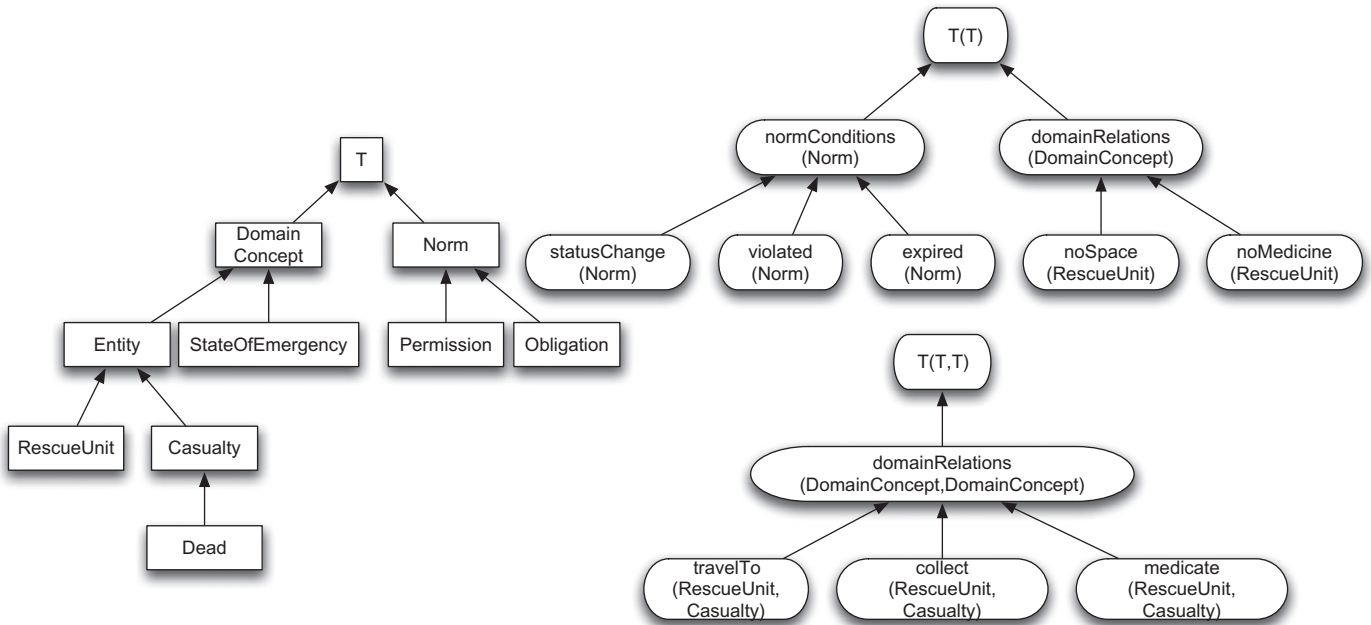 T
Domain
Concept
Norm
Entity
StateOfEmergency
Permission
Obligation
RescueUnit
Casualty
Dead
T(T)
normConditions
(Norm)
domainRelations
(DomainConcept)
statusChange
(Norm)
violated
(Norm)
expired
(Norm)
noSpace
(RescueUnit)
noMedicine
(RescueUnit)
T(T,T)
domainRelations
(DomainConcept,DomainConcept)
travelTo
(RescueUnit,
Casualty)
collect
(RescueUnit,
Casualty)
medicate
(RescueUnit,
Casualty)